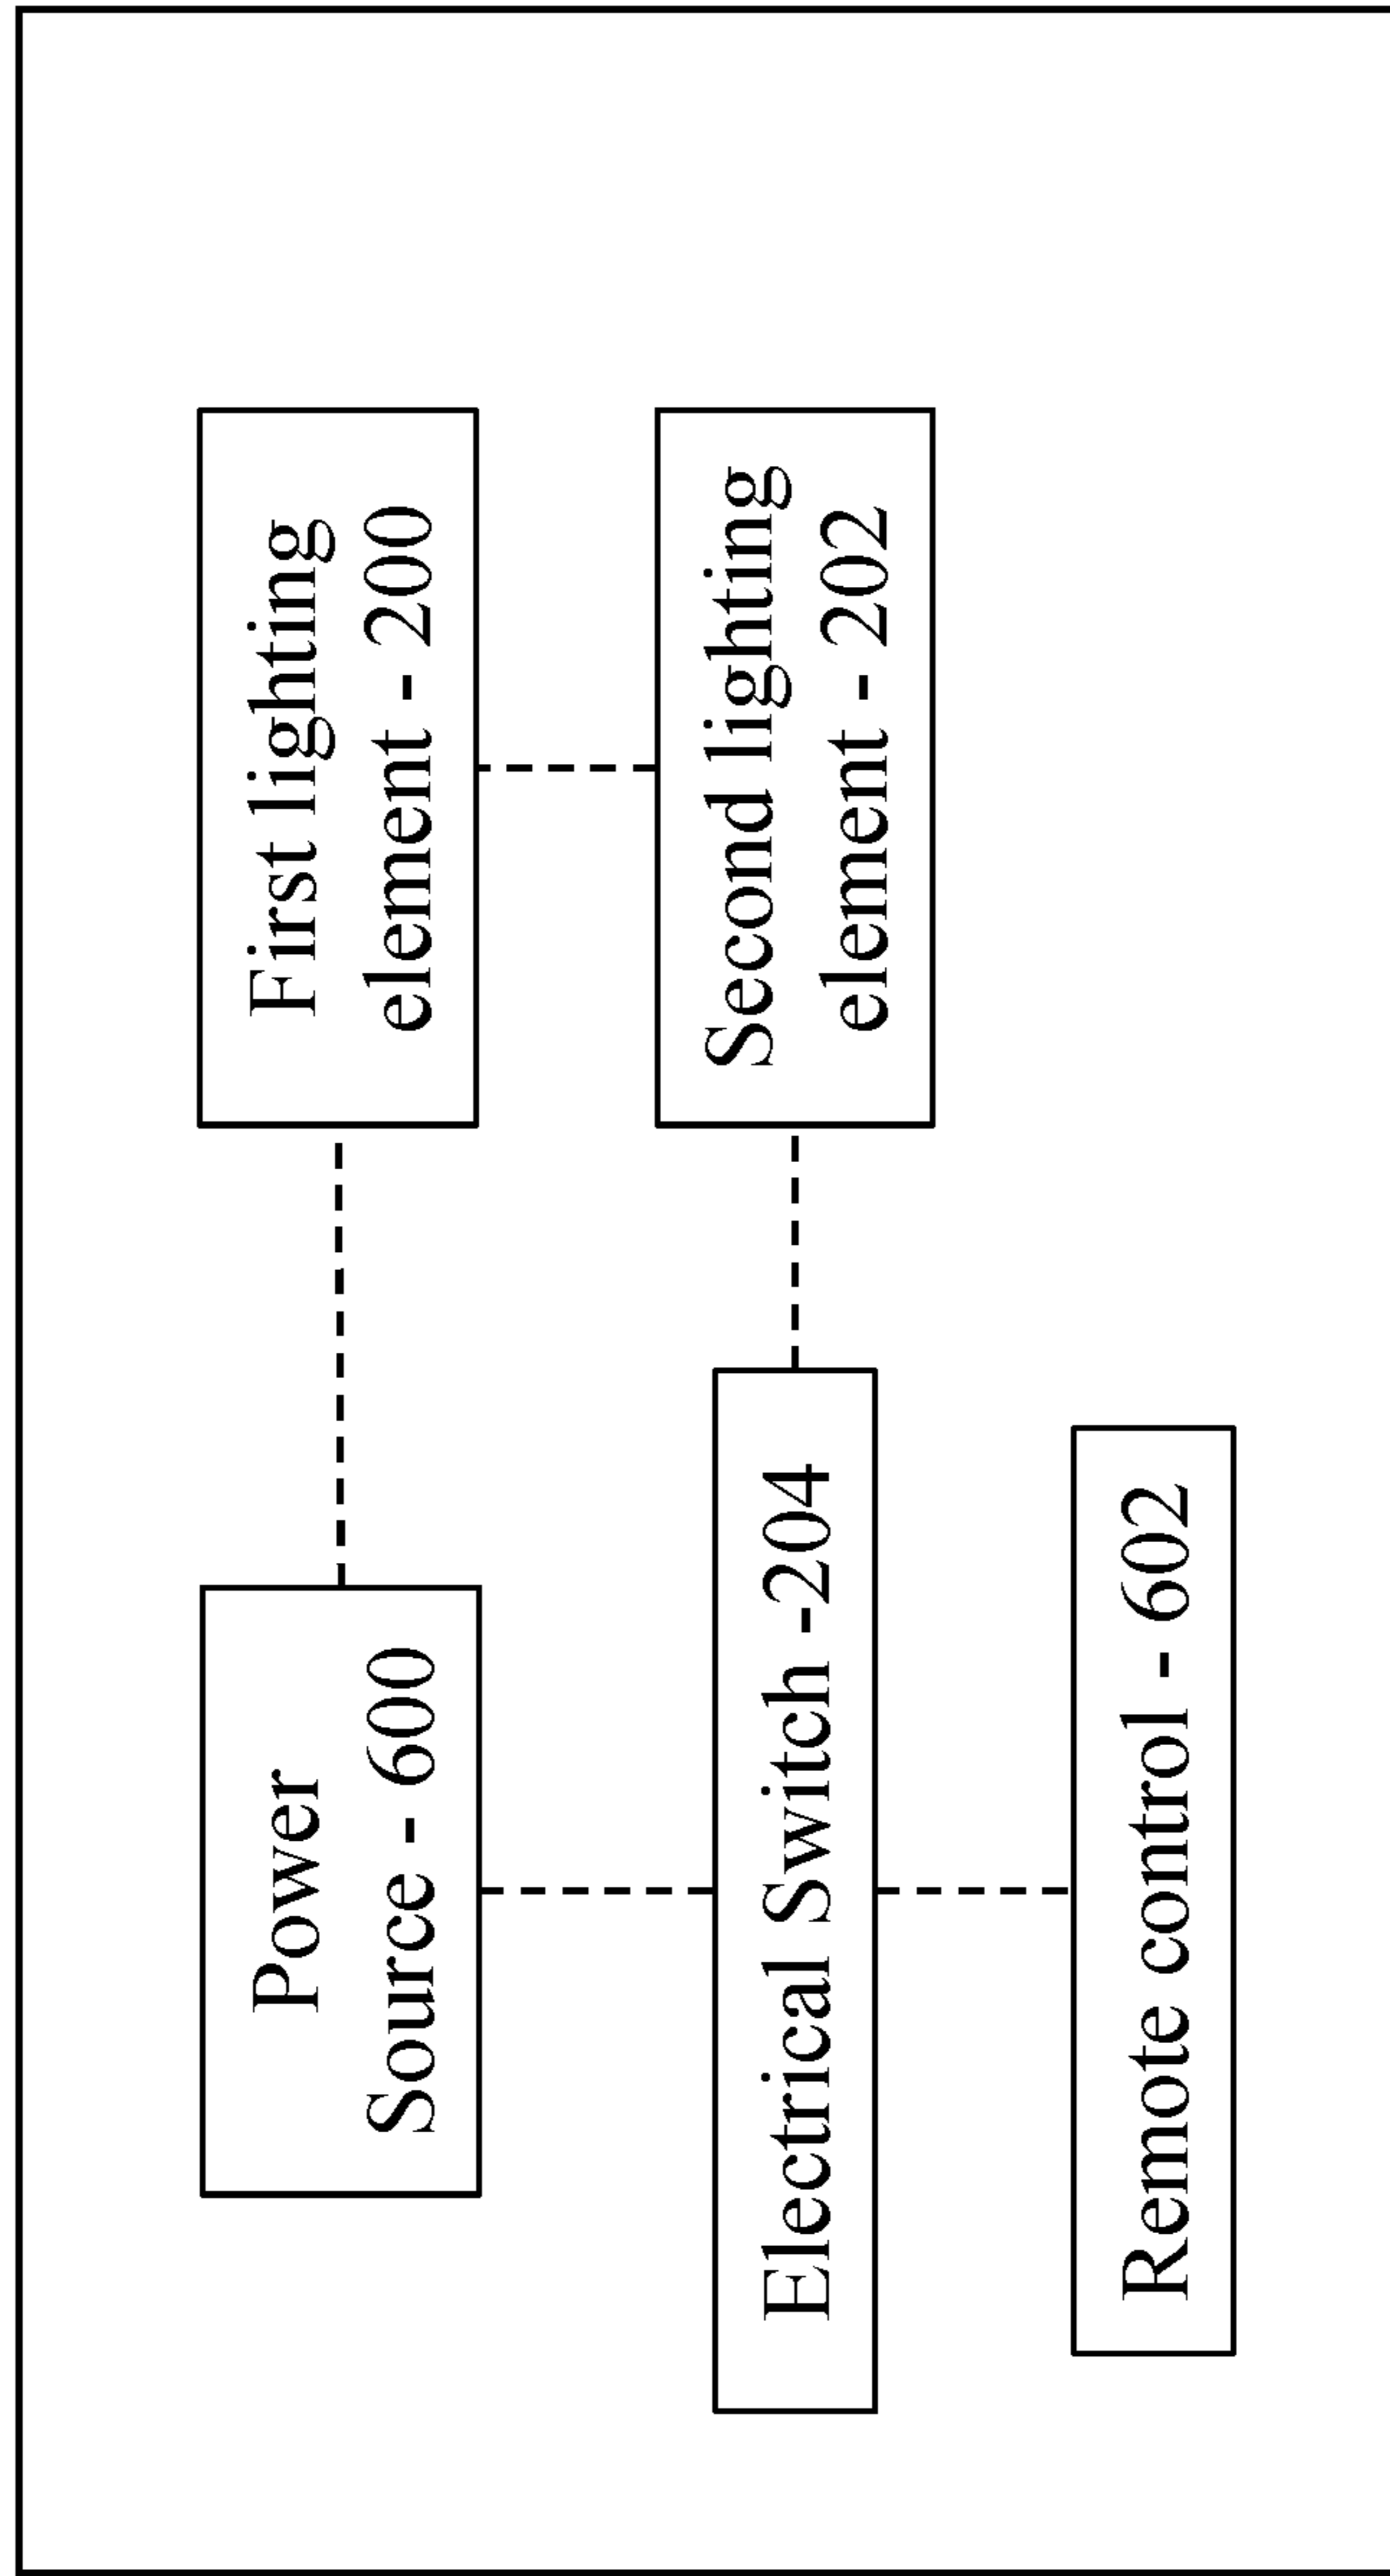 Power
Source - 600
First lighting
element - 200
Electrical Switch -204
Second lighting
element - 202
Remote control - 602